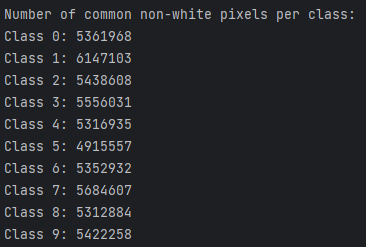 Number of common non-white pixels per class:
Class 0: 5361968
Class 1: 6147103
Class 2: 5438608
Class 3: 5556031
Class 4: 5316935
Class 5: 4915557
Class 6: 5352932
Class 7: 5684607
Class 8: 5312884
Class 9: 5422258